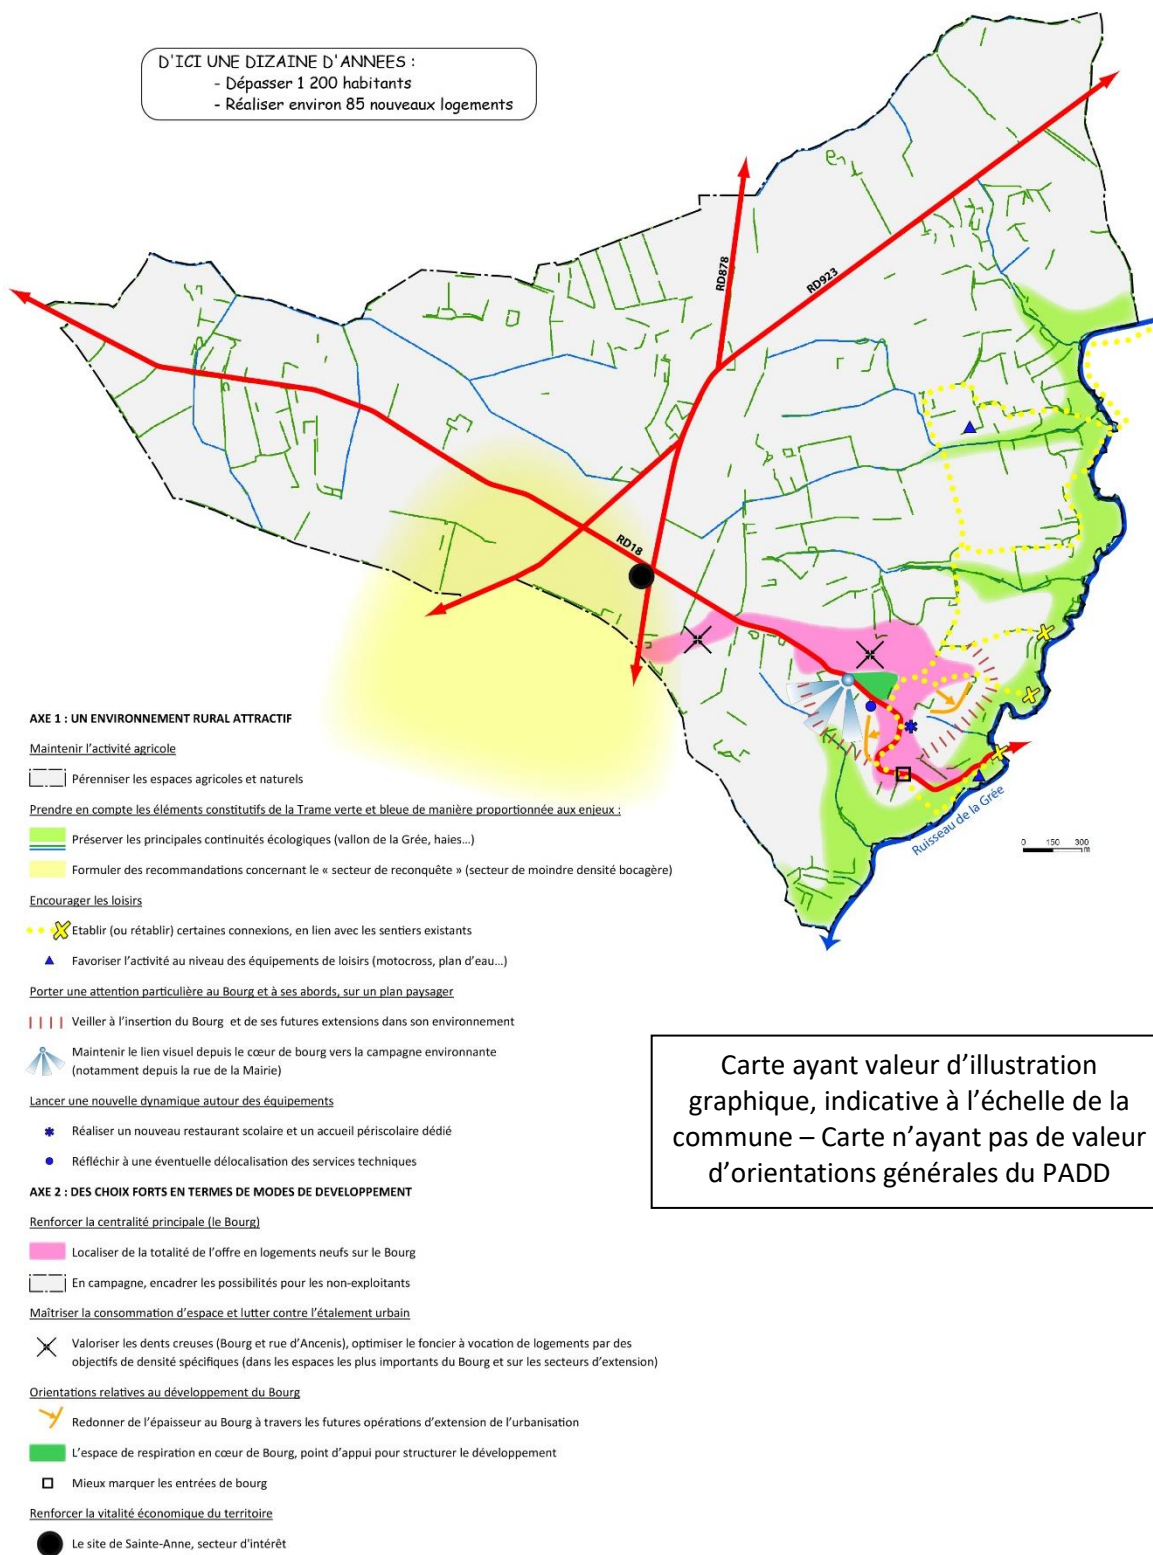 D'ICI UNE DIZAINE D'ANNEES :
- Dépasser 1 200 habitants
- Réaliser environ 85 nouveaux logements
RD878
RD923
RD18
Ruisseau de la Grée
0 150 300
m
AXE 1 : UN ENVIRONNEMENT RURAL ATTRACTIF
Maintenir l'activité agricole
Pérenniser les espaces agricoles et naturels
Prendre en compte les éléments constitutifs de la Trame verte et bleue de manière proportionnée aux enjeux :
Préserver les principales continuités écologiques (vallon de la Grée, haies…)
Formuler des recommandations concernant le « secteur de reconquête » (secteur de moindre densité bocagère)
Encourager les loisirs
Etablir (ou rétablir) certaines connexions, en lien avec les sentiers existants
Favoriser l'activité au niveau des équipements de loisirs (motocross, plan d'eau…)
Porter une attention particulière au Bourg et à ses abords, sur un plan paysager
Veiller à l'insertion du Bourg et de ses futures extensions dans son environnement
Maintenir le lien visuel depuis le cœur de bourg vers la campagne environnante
(notamment depuis la rue de la Mairie)
Lancer une nouvelle dynamique autour des équipements
Réaliser un nouveau restaurant scolaire et un accueil périscolaire dédié
Réfléchir à une éventuelle délocalisation des services techniques
AXE 2 : DES CHOIX FORTS EN TERMES DE MODES DE DEVELOPPEMENT
Renforcer la centralité principale (le Bourg)
Localiser de la totalité de l'offre en logements neufs sur le Bourg
En campagne, encadrer les possibilités pour les non-exploitants
Maîtriser la consommation d'espace et lutter contre l'étalement urbain
Valoriser les dents creuses (Bourg et rue d'Ancenis), optimiser le foncier à vocation de logements par des
objectifs de densité spécifiques (dans les espaces les plus importants du Bourg et sur les secteurs d'extension)
Orientations relatives au développement du Bourg
Redonner de l'épaisseur au Bourg à travers les futures opérations d'extension de l'urbanisation
L'espace de respiration en cœur de Bourg, point d'appui pour structurer le développement
Mieux marquer les entrées de bourg
Renforcer la vitalité économique du territoire
Le site de Sainte-Anne, secteur d'intérêt
Carte ayant valeur d'illustration
graphique, indicative à l'échelle de la
commune – Carte n'ayant pas de valeur
d'orientations générales du PADD